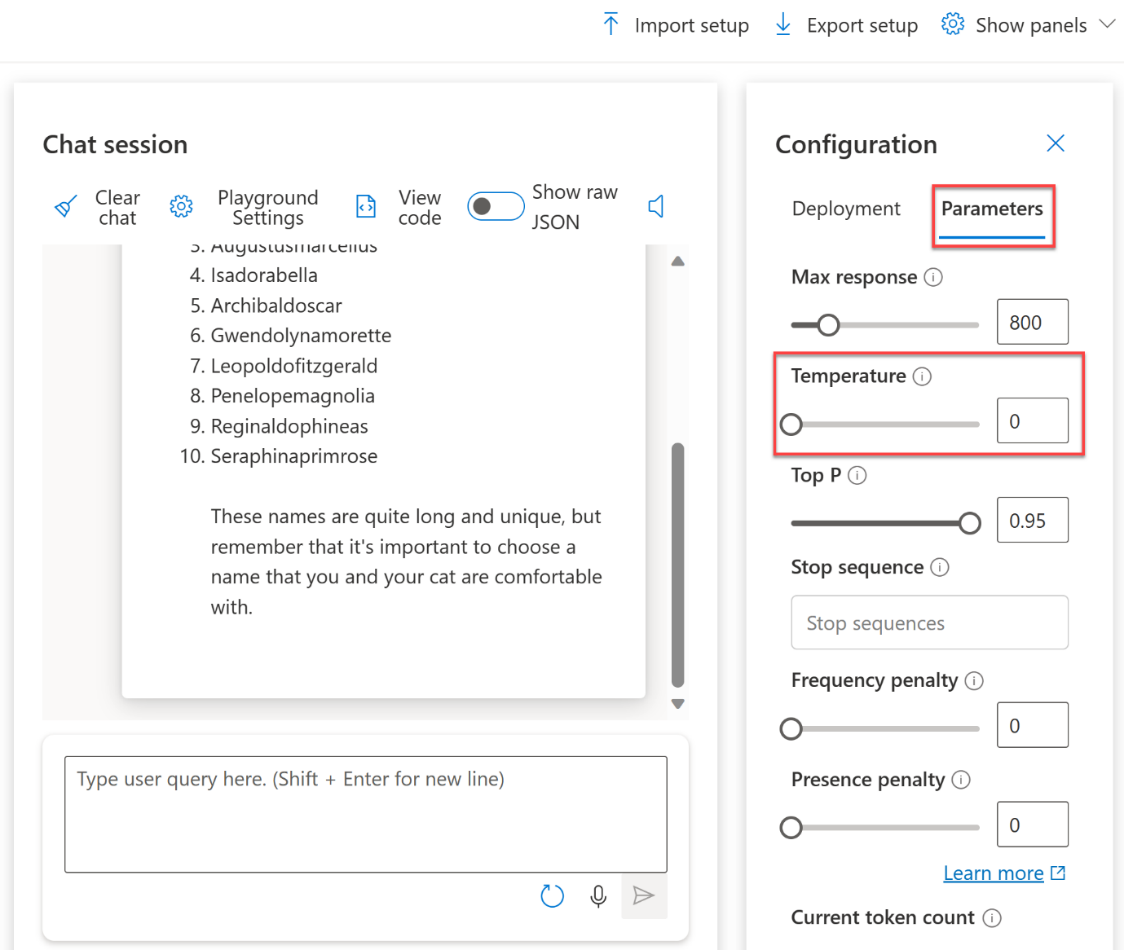 Import setup
Export setup
Show panels
Chat session
Clear
chat
Playground
Settings
View
code
Show raw
JSON
3. Augustusmarcellus
4. Isadorabella
5. Archibaldoscar
6. Gwendolynamorette
7. Leopoldofitzgerald
8. Penelopemagnolia
9. Reginaldophineas
10. Seraphinaprimrose
These names are quite long and unique, but
remember that it's important to choose a
name that you and your cat are comfortable
with.
Type user query here. (Shift + Enter for new line)
Configuration
Deployment
Parameters
Max response
800
Temperature
0
Top P
0.95
Stop sequence
Stop sequences
Frequency penalty
0
Presence penalty
0
Learn more
Current token count